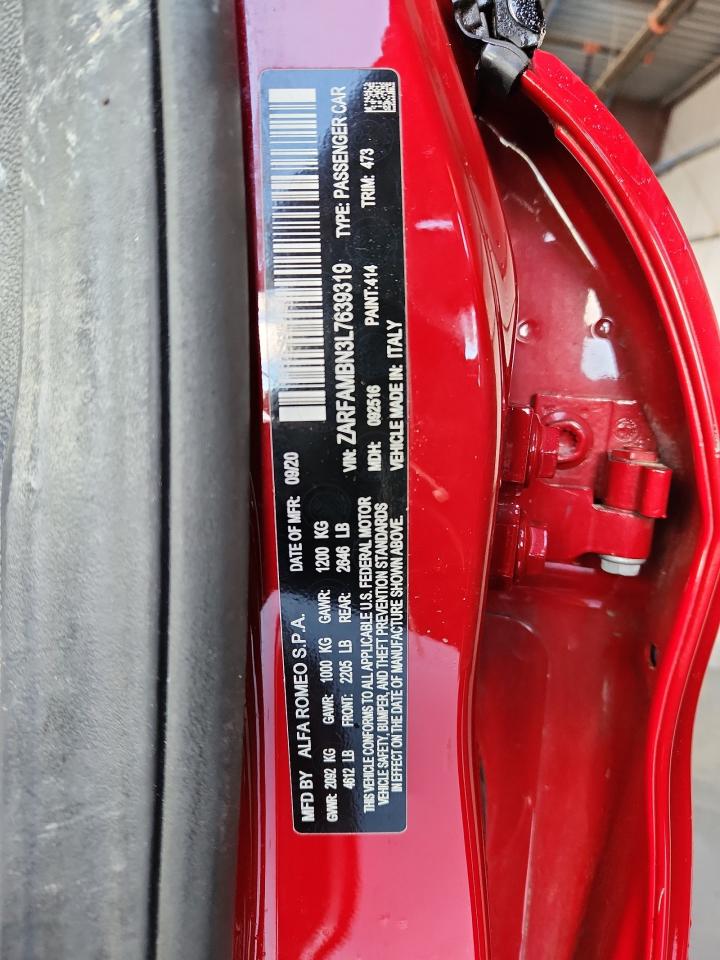 MFD BY ALFA ROMEO S.P.A. DATE OF MFR: 09/20
GVWR: 2092 KG GAWR: 1000 KG GAWR: 1200 KG
4612 LB FRONT: 2205 LB REAR: 2646 LB
THIS VEHICLE CONFORMS TO ALL APPLICABLE U.S. FEDERAL MOTOR
VEHICLE SAFETY, BUMPER, AND THEFT PREVENTION STANDARDS
IN EFFECT ON THE DATE OF MANUFACTURE SHOWN ABOVE.
VIN: ZARFAMBN3L7639319 TYPE: PASSENGER CAR
MDH: 092516 PAINT:414 TRIM: 473
VEHICLE MADE IN: ITALY